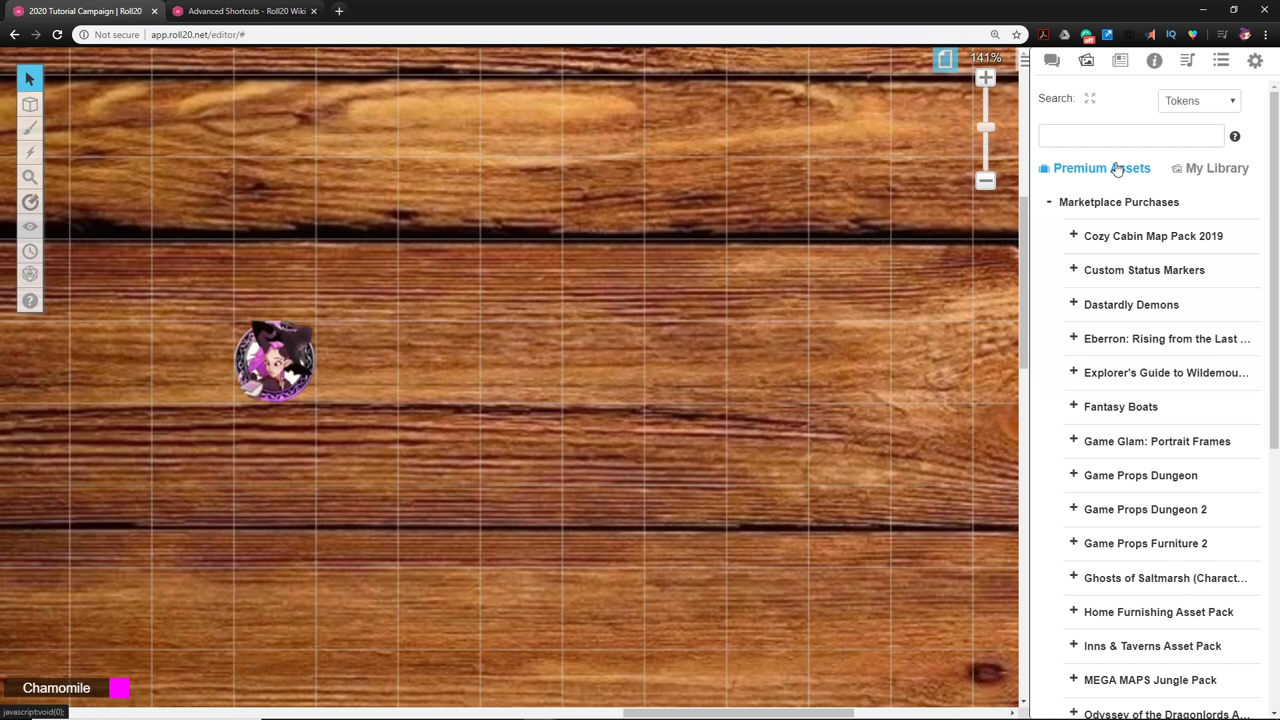 2020 Tutorial Campaign | Roll20
Advanced Shortcuts - Roll20 Wiki
Not secure
app.roll20.net/editor/#
141%
Search:
Tokens
Premium Assets
My Library
- Marketplace Purchases
+ Cozy Cabin Map Pack 2019
+ Custom Status Markers
+ Dastardly Demons
+ Eberron: Rising from the Last ...
+ Explorer's Guide to Wildemou...
+ Fantasy Boats
+ Game Glam: Portrait Frames
+ Game Props Dungeon
+ Game Props Dungeon 2
+ Game Props Furniture 2
+ Ghosts of Saltmarsh (Charact...
+ Home Furnishing Asset Pack
+ Inns & Taverns Asset Pack
+ MEGA MAPS Jungle Pack
+ Odyssey of the Dragonlords A...
Chamomile
javascript:void(0);